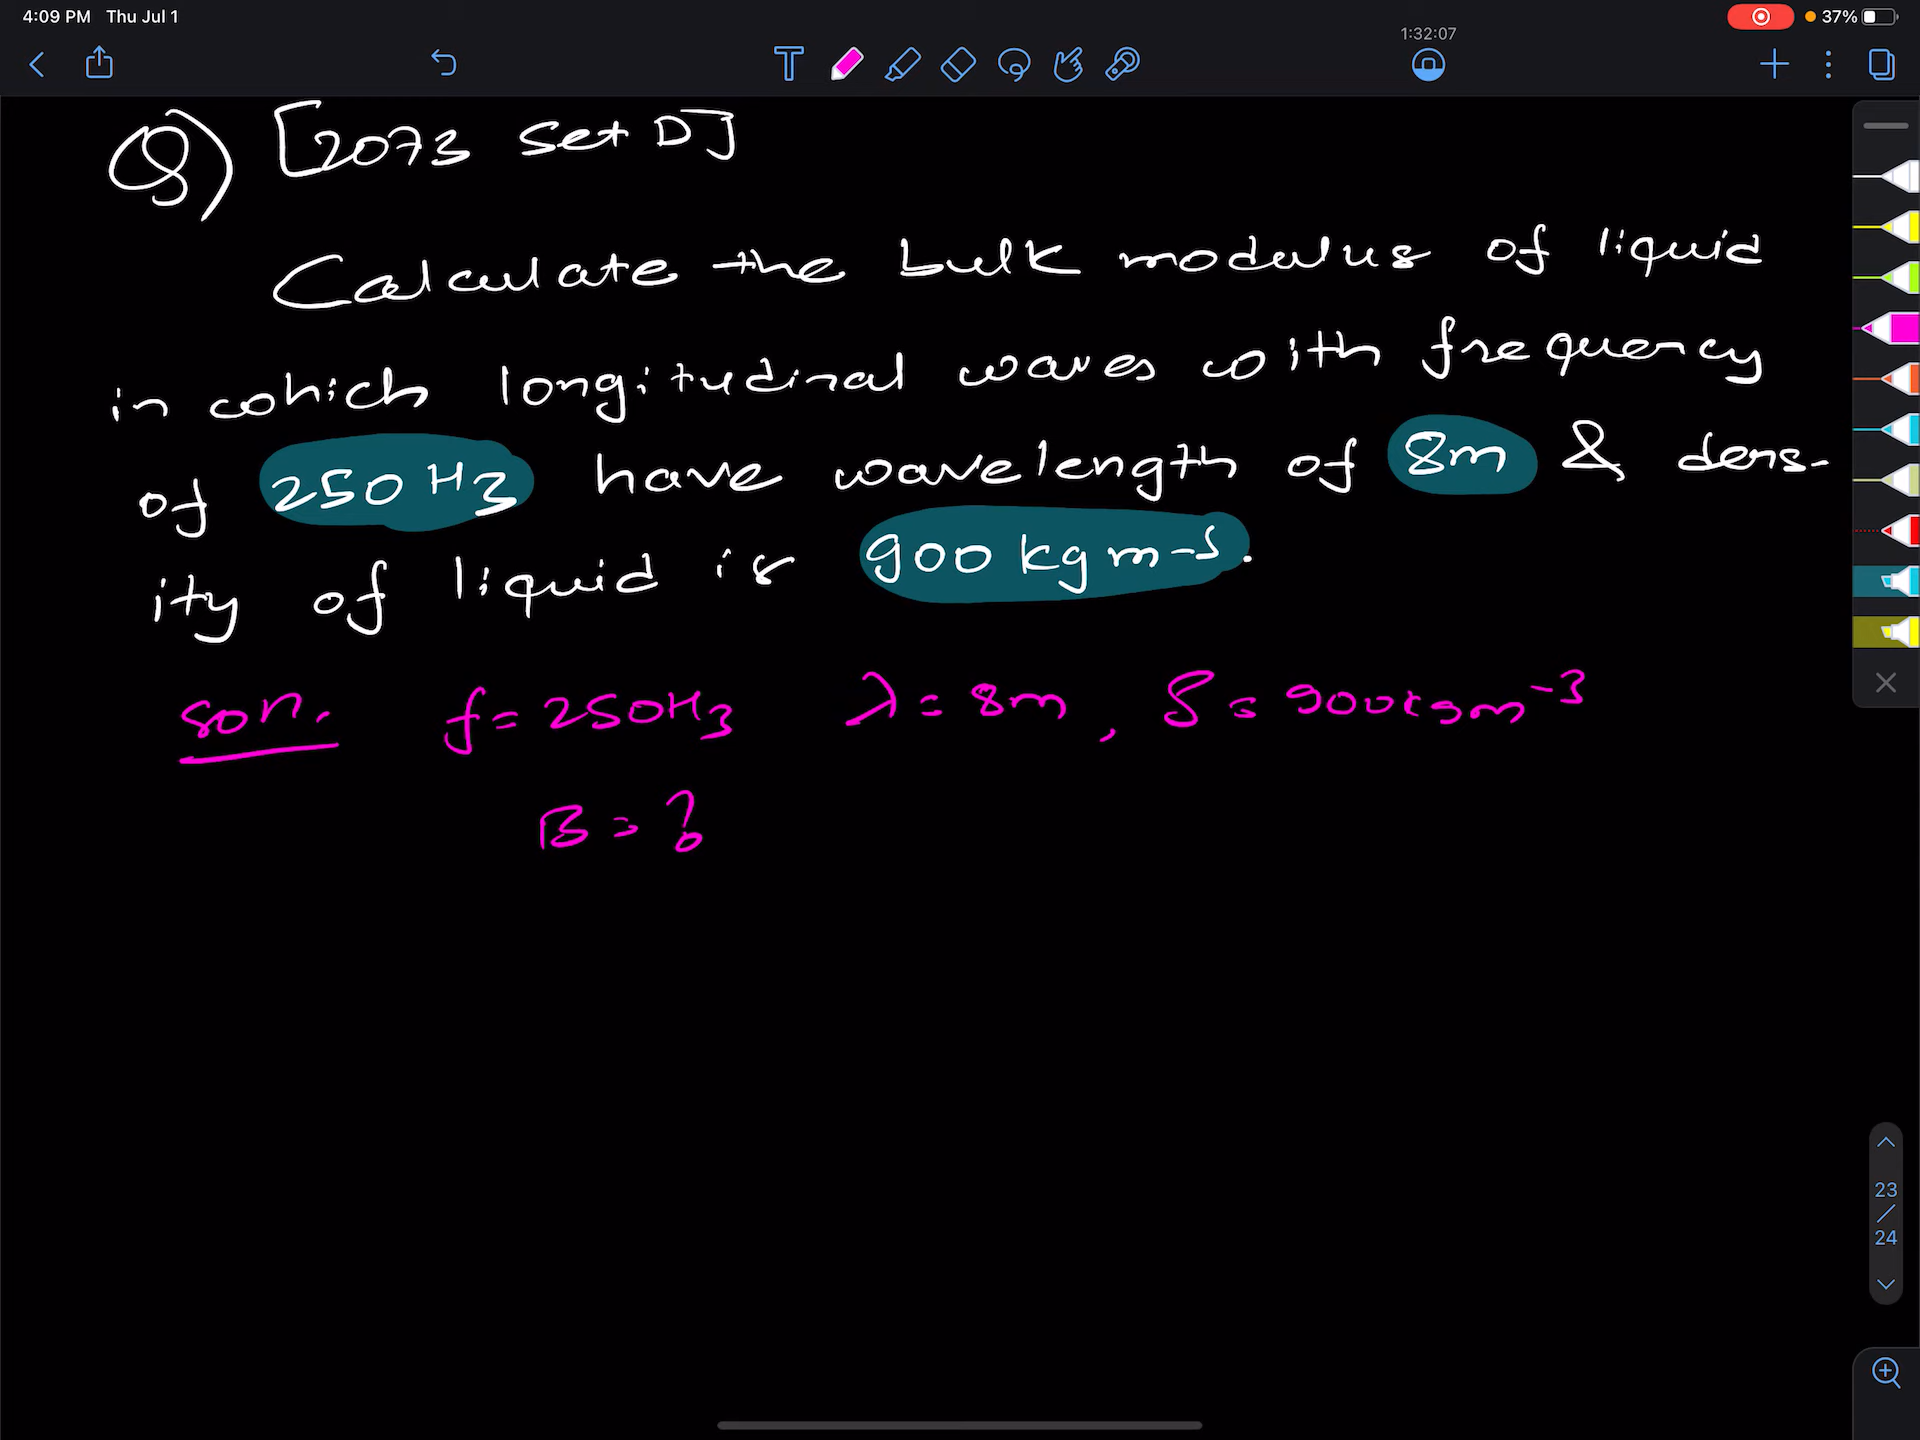 4:09 PM Thu Jul 1
37%
1:32:07
Q) [2073 Set D]
Calculate the bulk modulus of liquid
in which longitudinal waves with frequency
of 250 Hz have wavelength of 8m & dens-
ity of liquid is 900 kg m-3.
son. f = 250Hz λ = 8m, ρ = 900kgm⁻³
B = ?
23
/
24